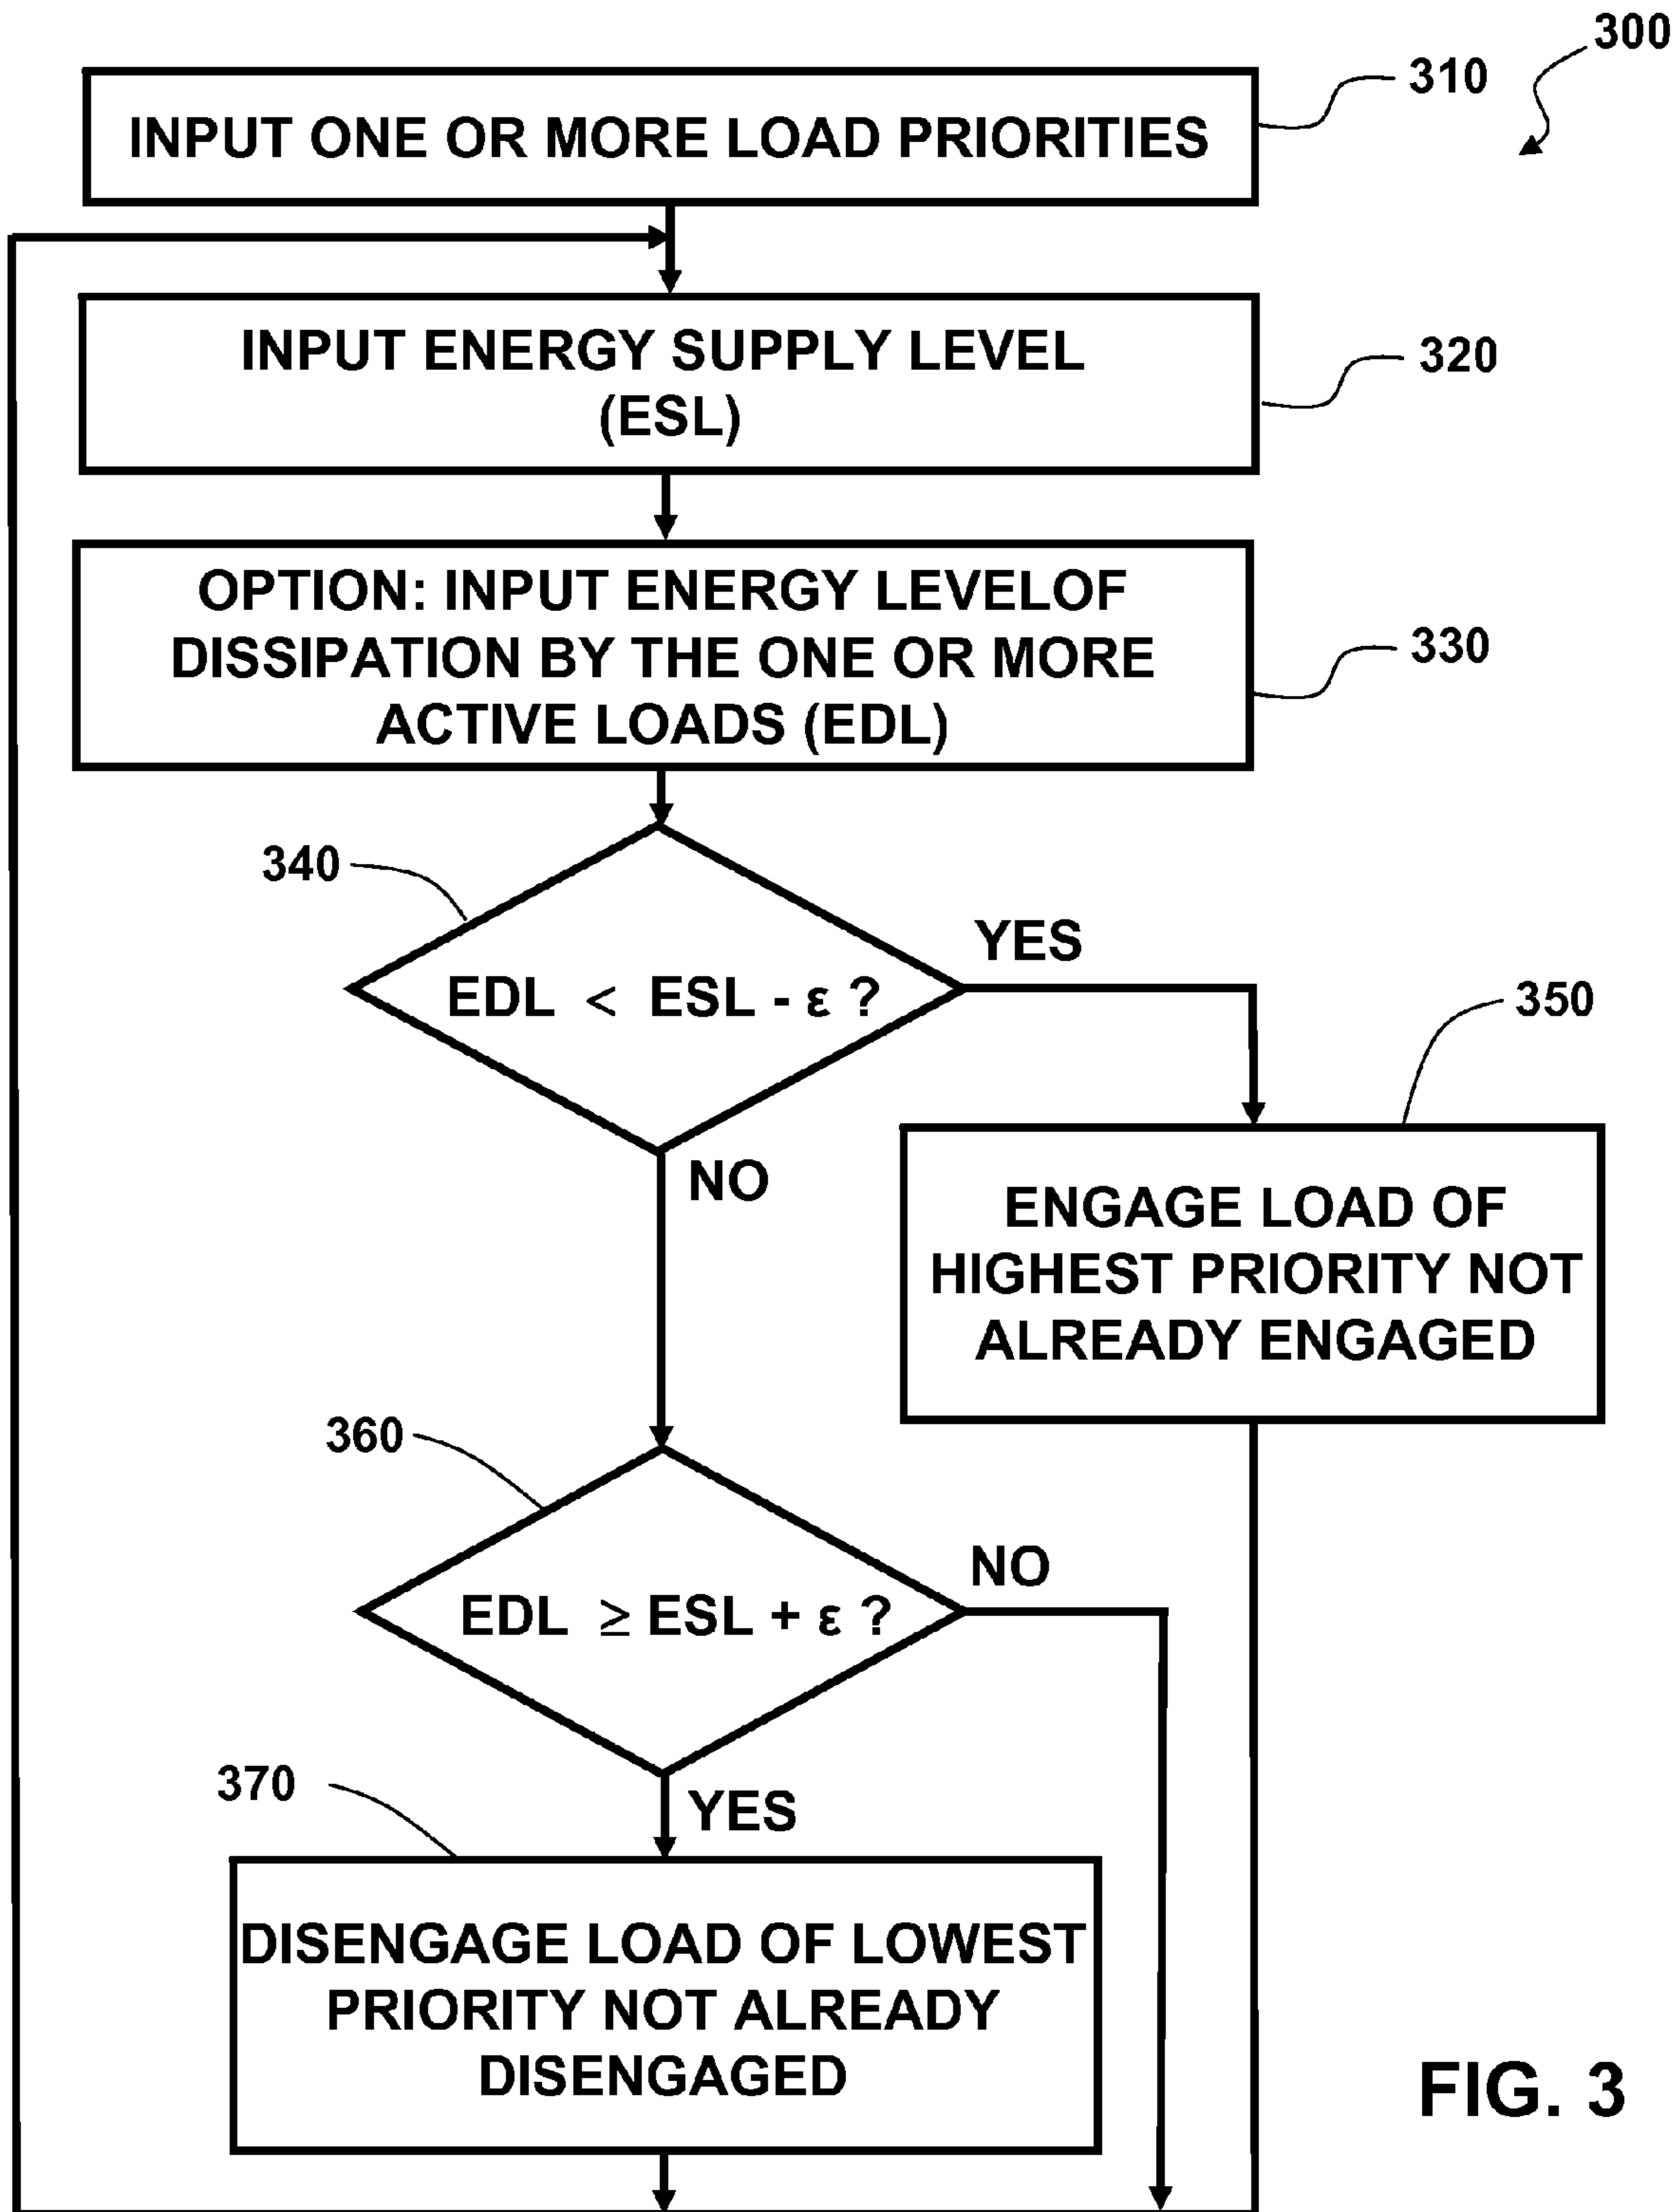 300
310
INPUT ONE OR MORE LOAD PRIORITIES
INPUT ENERGY SUPPLY LEVEL
(ESL)
320
OPTION: INPUT ENERGY LEVELOF
DISSIPATION BY THE ONE OR MORE
ACTIVE LOADS (EDL)
330
340
EDL < ESL - ε ?
YES
NO
350
ENGAGE LOAD OF
HIGHEST PRIORITY NOT
ALREADY ENGAGED
360
EDL ≥ ESL + ε ?
NO
YES
370
DISENGAGE LOAD OF LOWEST
PRIORITY NOT ALREADY
DISENGAGED
FIG. 3